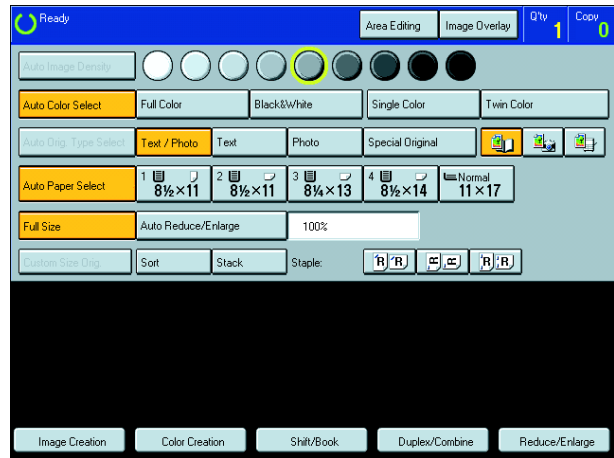 Ready
Area Editing
Image Overlay
Q'ty
1
Copy
0
Auto Image Density
Auto Color Select
Full Color
Black&White
Single Color
Twin Color
Auto Orig. Type Select
Text / Photo
Text
Photo
Special Original
Auto Paper Select
1
8½×11
2
8½×11
3
8¼×13
4
8½×14
Normal
11×17
Full Size
Auto Reduce/Enlarge
100%
Custom Size Orig.
Sort
Stack
Staple:
R R
R R
R R
Image Creation
Color Creation
Shift/Book
Duplex/Combine
Reduce/Enlarge